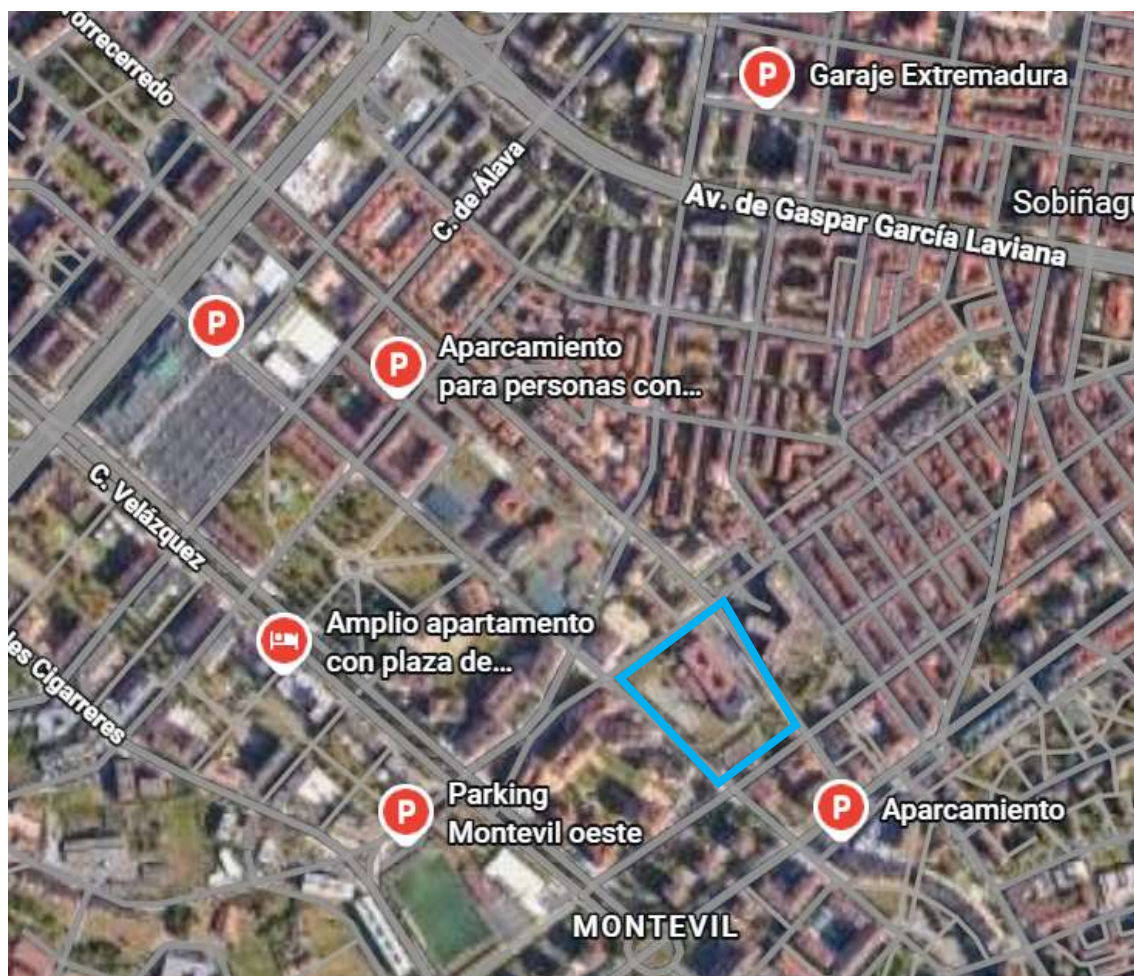 Torrecerredo
P
Garaje Extremadura
C. de Álava
Av. de Gaspar García Laviana
Sobiñagu
P
P
Aparcamiento
para personas con...
C. Velázquez
Amplio apartamento
con plaza de...
les Cigarreres
P
Parking
Montevil oeste
P
Aparcamiento
MONTEVIL